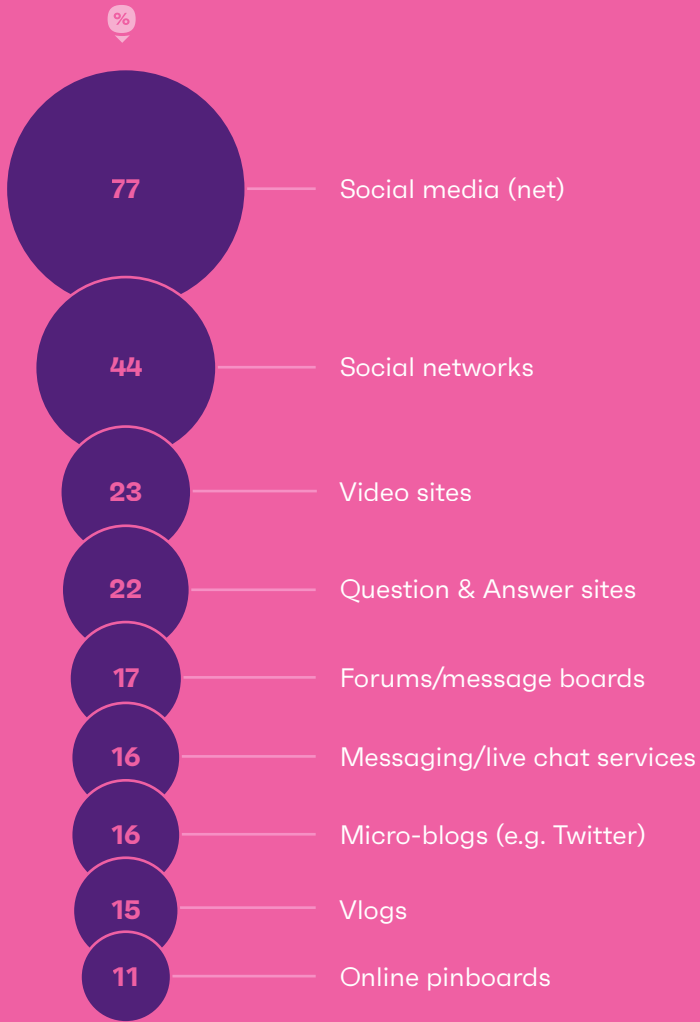 %
77 Social media (net)
44 Social networks
23 Video sites
22 Question & Answer sites
17 Forums/message boards
16 Messaging/live chat services
16 Micro-blogs (e.g. Twitter)
15 Vlogs
11 Online pinboards